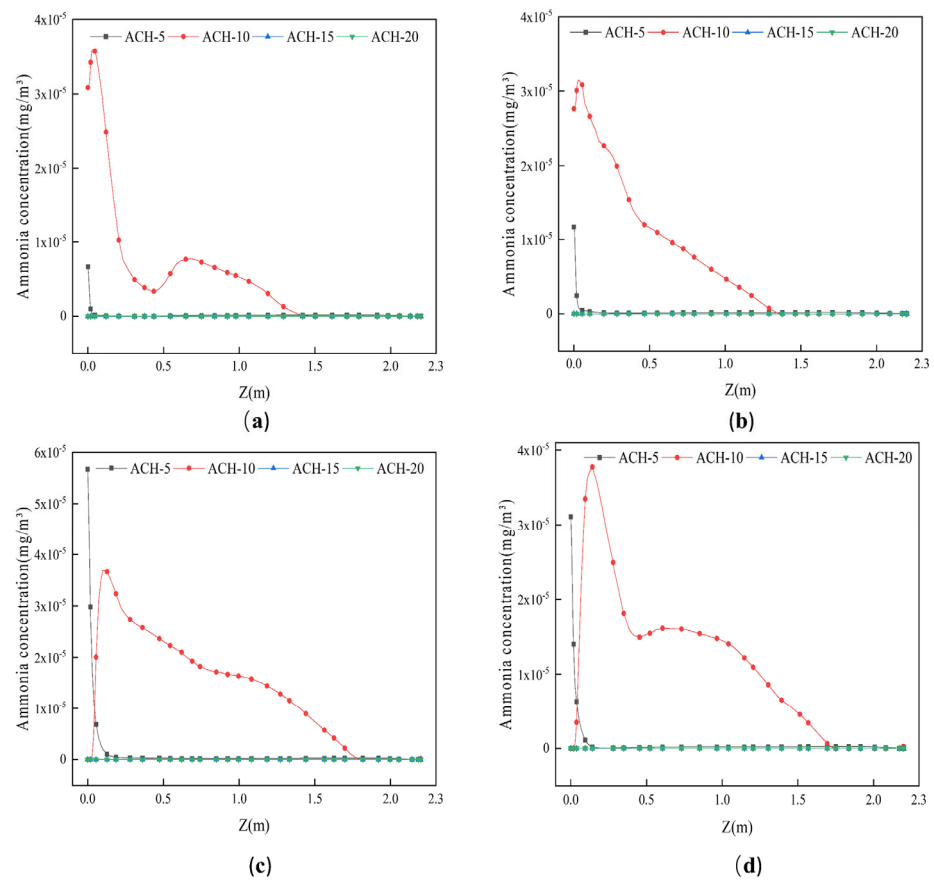 4x10⁻⁵
ACH-5 ACH-10 ACH-15 ACH-20
3x10⁻⁵
2x10⁻⁵
1x10⁻⁵
0
Ammonia concentration(mg/m³)
0.0 0.5 1.0 1.5 2.0 2.3
Z(m)
(a)
4x10⁻⁵
ACH-5 ACH-10 ACH-15 ACH-20
3x10⁻⁵
2x10⁻⁵
1x10⁻⁵
0
Ammonia concentration(mg/m³)
0.0 0.5 1.0 1.5 2.0 2.3
Z(m)
(b)
6x10⁻⁵
ACH-5 ACH-10 ACH-15 ACH-20
5x10⁻⁵
4x10⁻⁵
3x10⁻⁵
2x10⁻⁵
1x10⁻⁵
0
Ammonia concentration(mg/m³)
0.0 0.5 1.0 1.5 2.0 2.3
Z(m)
(c)
4x10⁻⁵
ACH-5 ACH-10 ACH-15 ACH-20
3x10⁻⁵
2x10⁻⁵
1x10⁻⁵
0
Ammonia concentration(mg/m³)
0.0 0.5 1.0 1.5 2.0 2.3
Z(m)
(d)